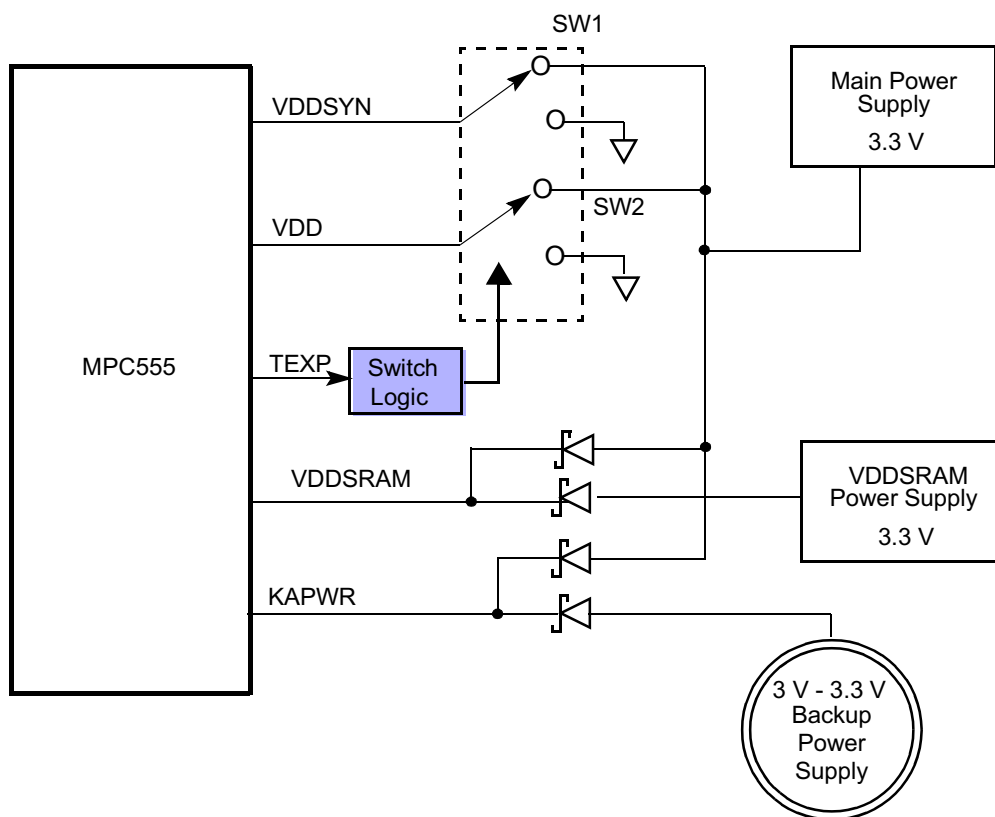 SW1
Main Power
Supply
3.3 V
VDDSYN
SW2
VDD
MPC555
TEXP
Switch
Logic
VDDSRAM
VDDSRAM
Power Supply
3.3 V
KAPWR
3 V - 3.3 V
Backup
Power
Supply